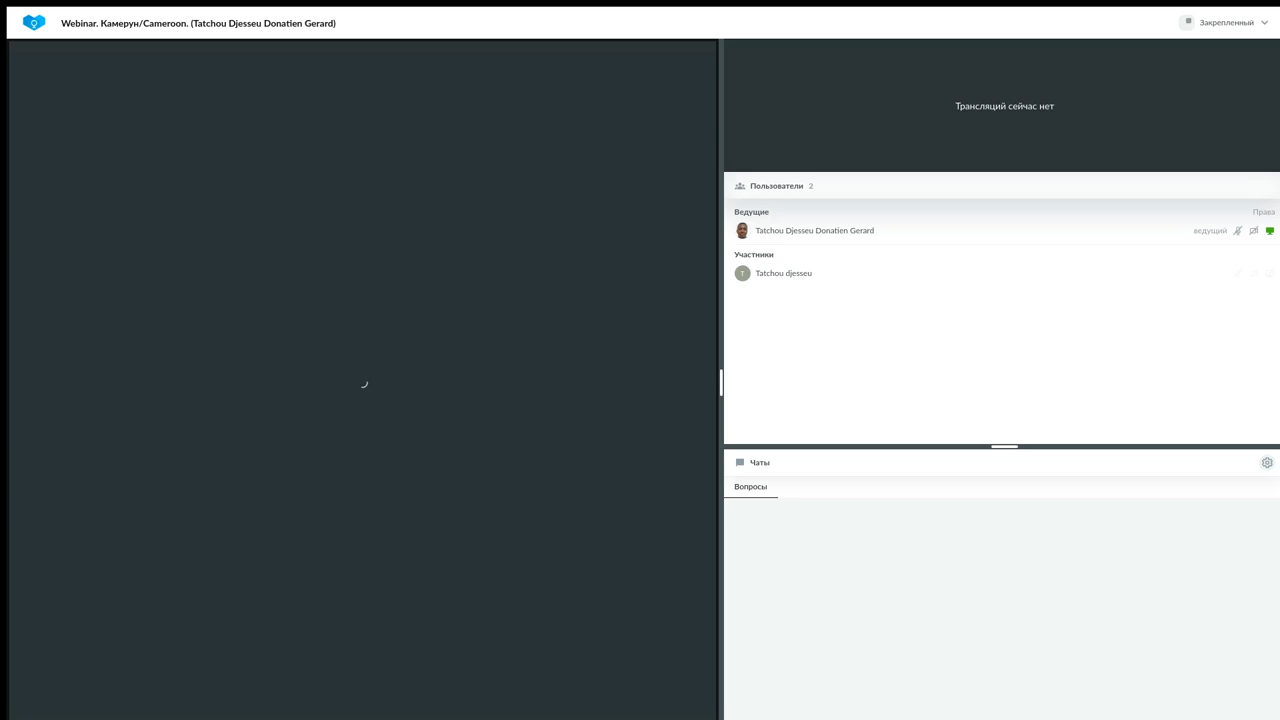 Webinar. Камерун/Cameroon. (Tatchou Djesseu Donatien Gerard)
Закрепленный
Трансляций сейчас нет
Пользователи 2
Ведущие Права
Tatchou Djesseu Donatien Gerard ведущий
Участники
T Tatchou djesseu
Чаты
Вопросы